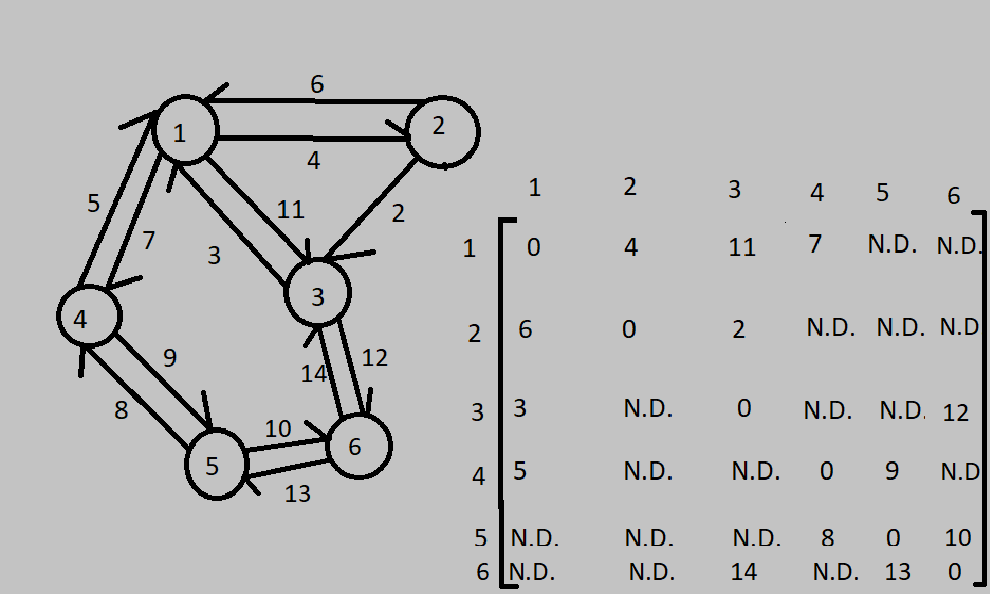 6
1
2
4
5
11
2
7
3
3
4
14
12
9
8
10
6
5
13
1 2 3 4 5 6
1 0 4 11 7 N.D. N.D.
2 6 0 2 N.D. N.D. N.D
3 3 N.D. 0 N.D. N.D. 12
4 5 N.D. N.D. 0 9 N.D
5 N.D. N.D. N.D. 8 0 10
6 N.D. N.D. 14 N.D. 13 0